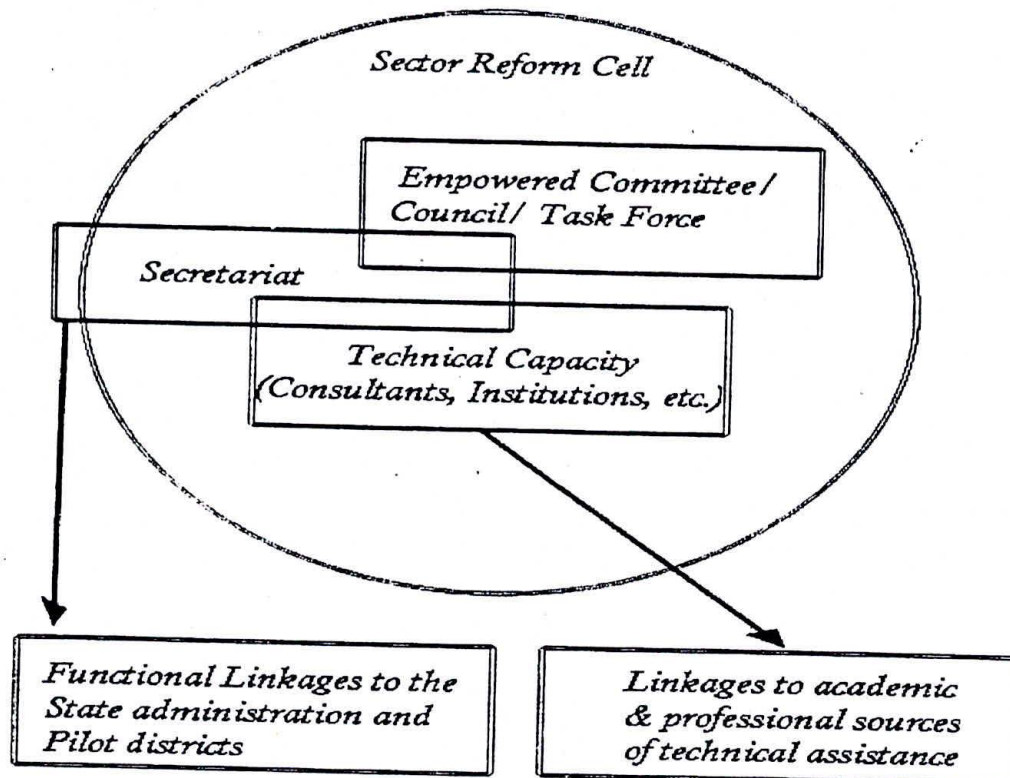 Sector Reform Cell
Empowered Committee/
Council/ Task Force
Secretariat
Technical Capacity
(Consultants, Institutions, etc.)
Functional Linkages to the
State administration and
Pilot districts
Linkages to academic
& professional sources
of technical assistance